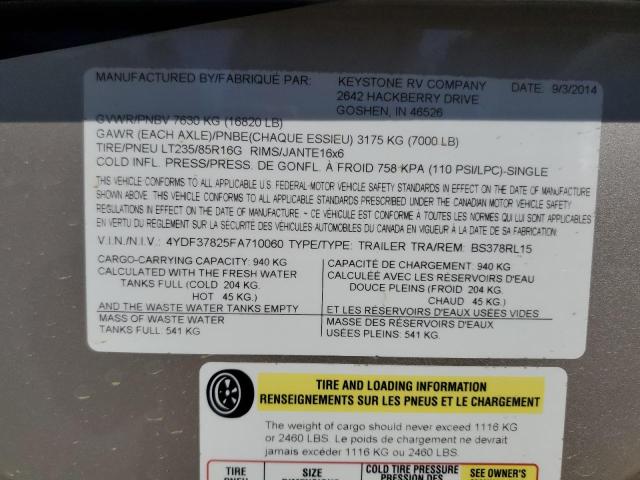 MANUFACTURED BY/FABRIQUÉ PAR: KEYSTONE RV COMPANY DATE: 9/3/2014
2642 HACKBERRY DRIVE
GOSHEN, IN 46526
GVWR/PNBV 7630 KG (16820 LB)
GAWR (EACH AXLE)/PNBE(CHAQUE ESSIEU) 3175 KG (7000 LB)
TIRE/PNEU LT235/85R16G RIMS/JANTE16x6
COLD INFL. PRESS/PRESS. DE GONFL. À FROID 758 KPA (110 PSI/LPC)-SINGLE
THIS VEHICLE CONFORMS TO ALL APPLICABLE U.S. FEDERAL MOTOR VEHICLE SAFETY STANDARDS IN EFFECT ON THE DATE OF MANUFACTURE
SHOWN ABOVE. THIS VEHICLE CONFORMS TO ALL APPLICABLE STANDARDS PRESCRIBED UNDER THE CANADIAN MOTOR VEHICLE SAFETY
REGULATIONS IN EFFECT ON THE DATE OF MANUFACTURE - CE VÉHICULE EST CONFORME À TOUTES LES NORMES QUI LUI SONT APPLICABLES
EN VERTU DU RÈGLEMENT SUR LA SÉCURITÉ DES VÉHICULES AUTOMOBILES DU CANADA EN VIGUEUR À LA DATE DE SA FABRICATION
V.I.N./N.I.V.: 4YDF37825FA710060 TYPE/TYPE: TRAILER TRA/REM: BS378RL15
CARGO-CARRYING CAPACITY: 940 KG
CALCULATED WITH THE FRESH WATER
TANKS FULL (COLD 204 KG.
HOT 45 KG.)
AND THE WASTE WATER TANKS EMPTY
MASS OF WASTE WATER
TANKS FULL: 541 KG
CAPACITÉ DE CHARGEMENT: 940 KG
CALCULÉE AVEC LES RÉSERVOIRS D'EAU
DOUCE PLEINS (FROID 204 KG.
CHAUD 45 KG.)
ET LES RÉSERVOIRS D'EAUX USÉES VIDES
MASSE DES RÉSERVOIRS D'EAUX
USÉES PLEINS: 541 KG.
TIRE AND LOADING INFORMATION
RENSEIGNEMENTS SUR LES PNEUS ET LE CHARGEMENT
The weight of cargo should never exceed 1116 KG
or 2460 LBS. Le poids de chargement ne devrait
jamais excéder 1116 KG ou 2460 LBS.
TIRE SIZE COLD TIRE PRESSURE SEE OWNER'S